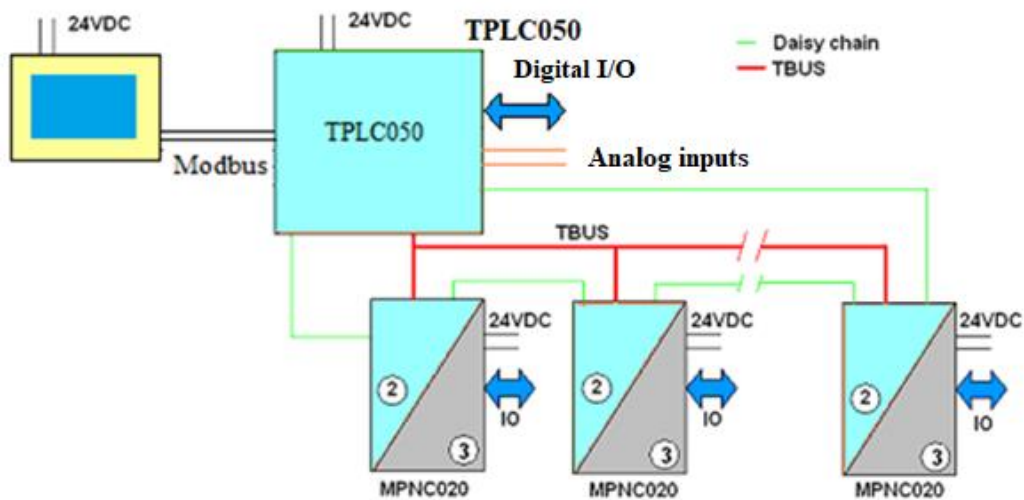 24VDC
24VDC
TPLC050
Daisy chain
TBUS
Digital I/O
TPLC050
Modbus
Analog inputs
TBUS
24VDC
24VDC
24VDC
2
2
2
IO
IO
IO
3
3
3
MPNC020
MPNC020
MPNC020